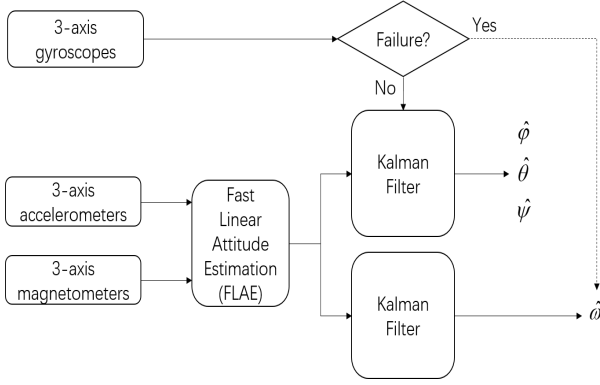 3-axis
gyroscopes
Failure?
Yes
No
Kalman
Filter
φ̂
θ̂
ψ̂
3-axis
accelerometers
Fast
Linear
Attitude
Estimation
(FLAE)
3-axis
magnetometers
Kalman
Filter
ω̂